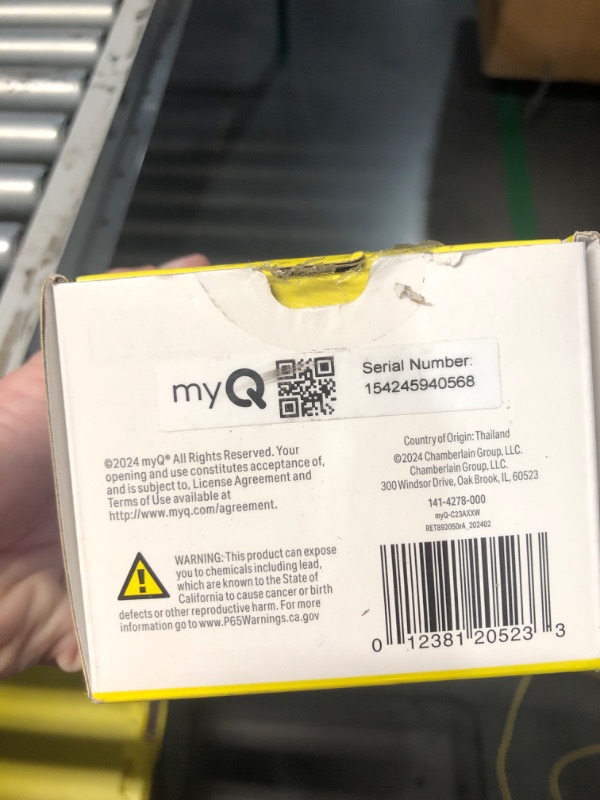 myQ
Serial Number:
154245940568
©2024 myQ® All Rights Reserved. Your
opening and use constitutes acceptance of,
and is subject to, License Agreement and
Terms of Use available at
http://www.myq.com/agreement.
Country of Origin: Thailand
©2024 Chamberlain Group, LLC.
Chamberlain Group, LLC.
300 Windsor Drive, Oak Brook, IL, 60523
141-4278-000
myQ-C23AXXW
RET892050rA_202402
WARNING: This product can expose
you to chemicals including lead,
which are known to the State of
California to cause cancer or birth
defects or other reproductive harm. For more
information go to www.P65Warnings.ca.gov
0 12381 20523 3